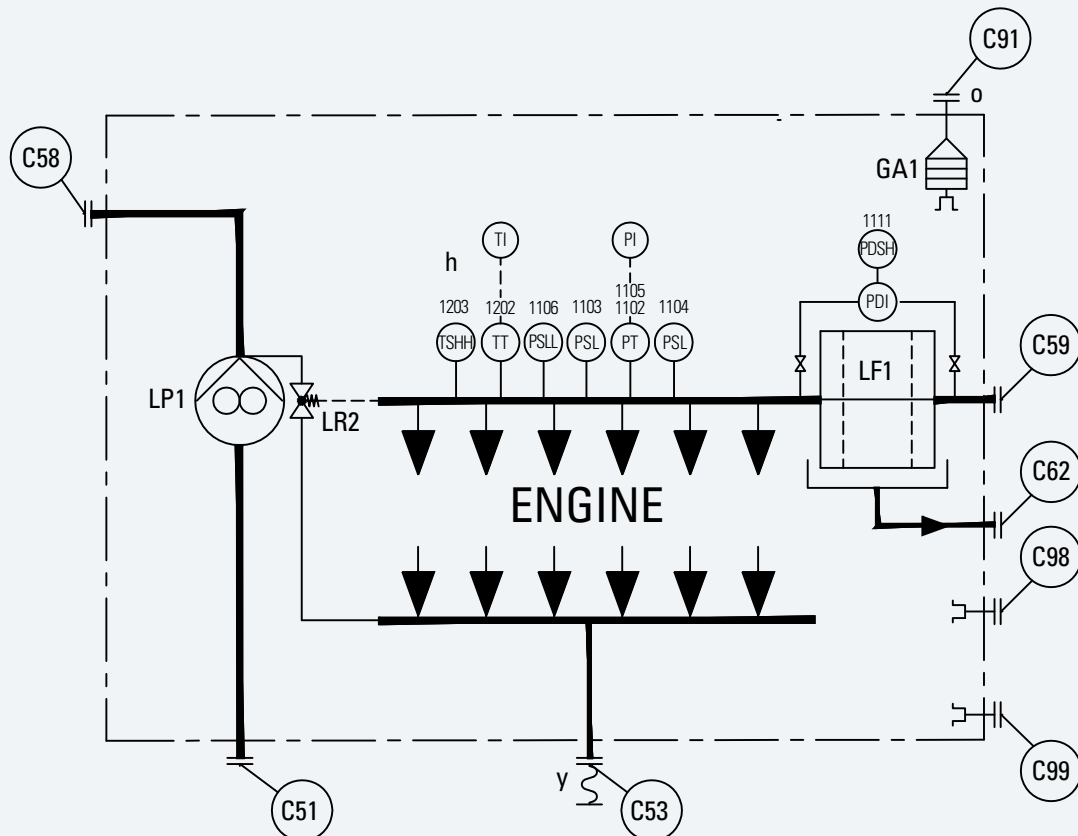 C91
o
GA1
C58
1111
PDSH
TI
PI
h
1105
1203
1202
1106
1103
1102
1104
PDI
TSHH
TT
PSLL
PSL
PT
PSL
LF1
C59
LP1
LR2
C62
ENGINE
C98
C99
y
C51
C53